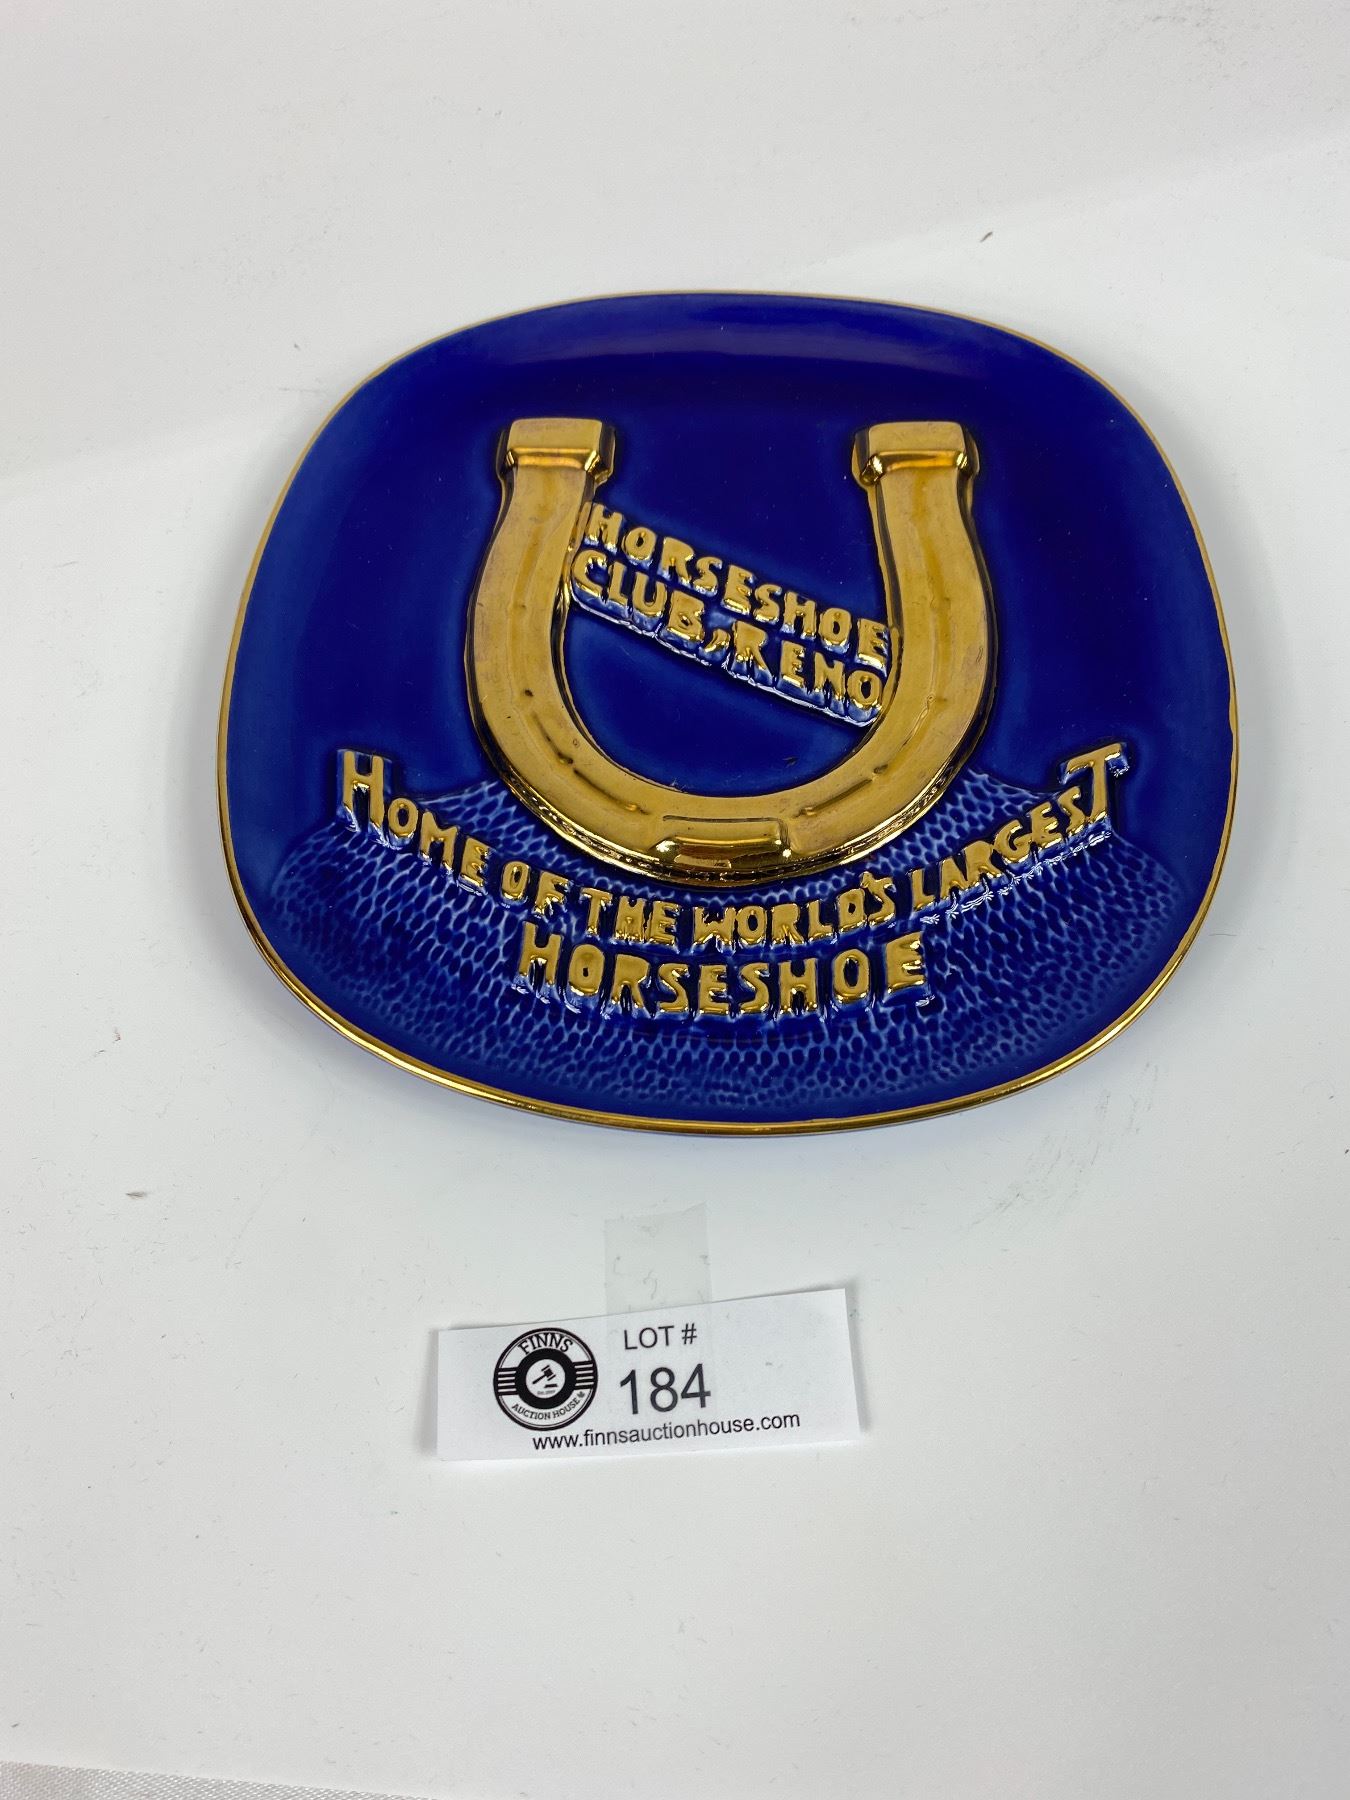 HORSESHOE
CLUB, RENO
HOME OF THE WORLD'S LARGEST
HORSESHOE
FINNS
AUCTION HOUSE
LOT #
184
www.finnsauctionhouse.com